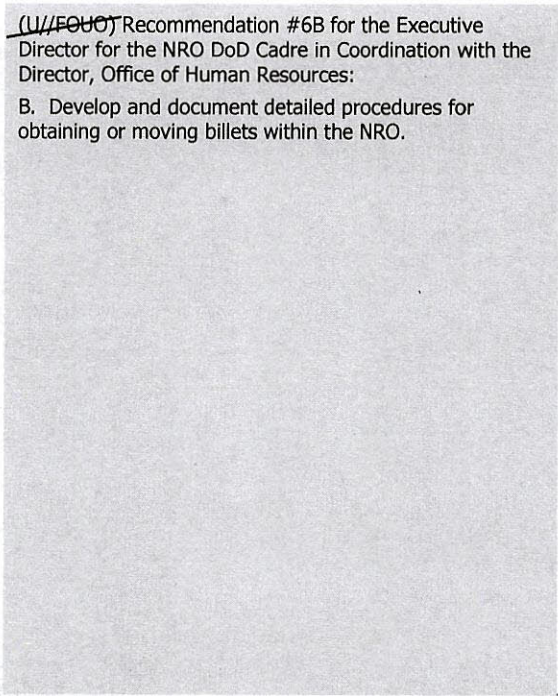 (U//FOUO) Recommendation #6B for the Executive
Director for the NRO DoD Cadre in Coordination with the
Director, Office of Human Resources:
B. Develop and document detailed procedures for
obtaining or moving billets within the NRO.